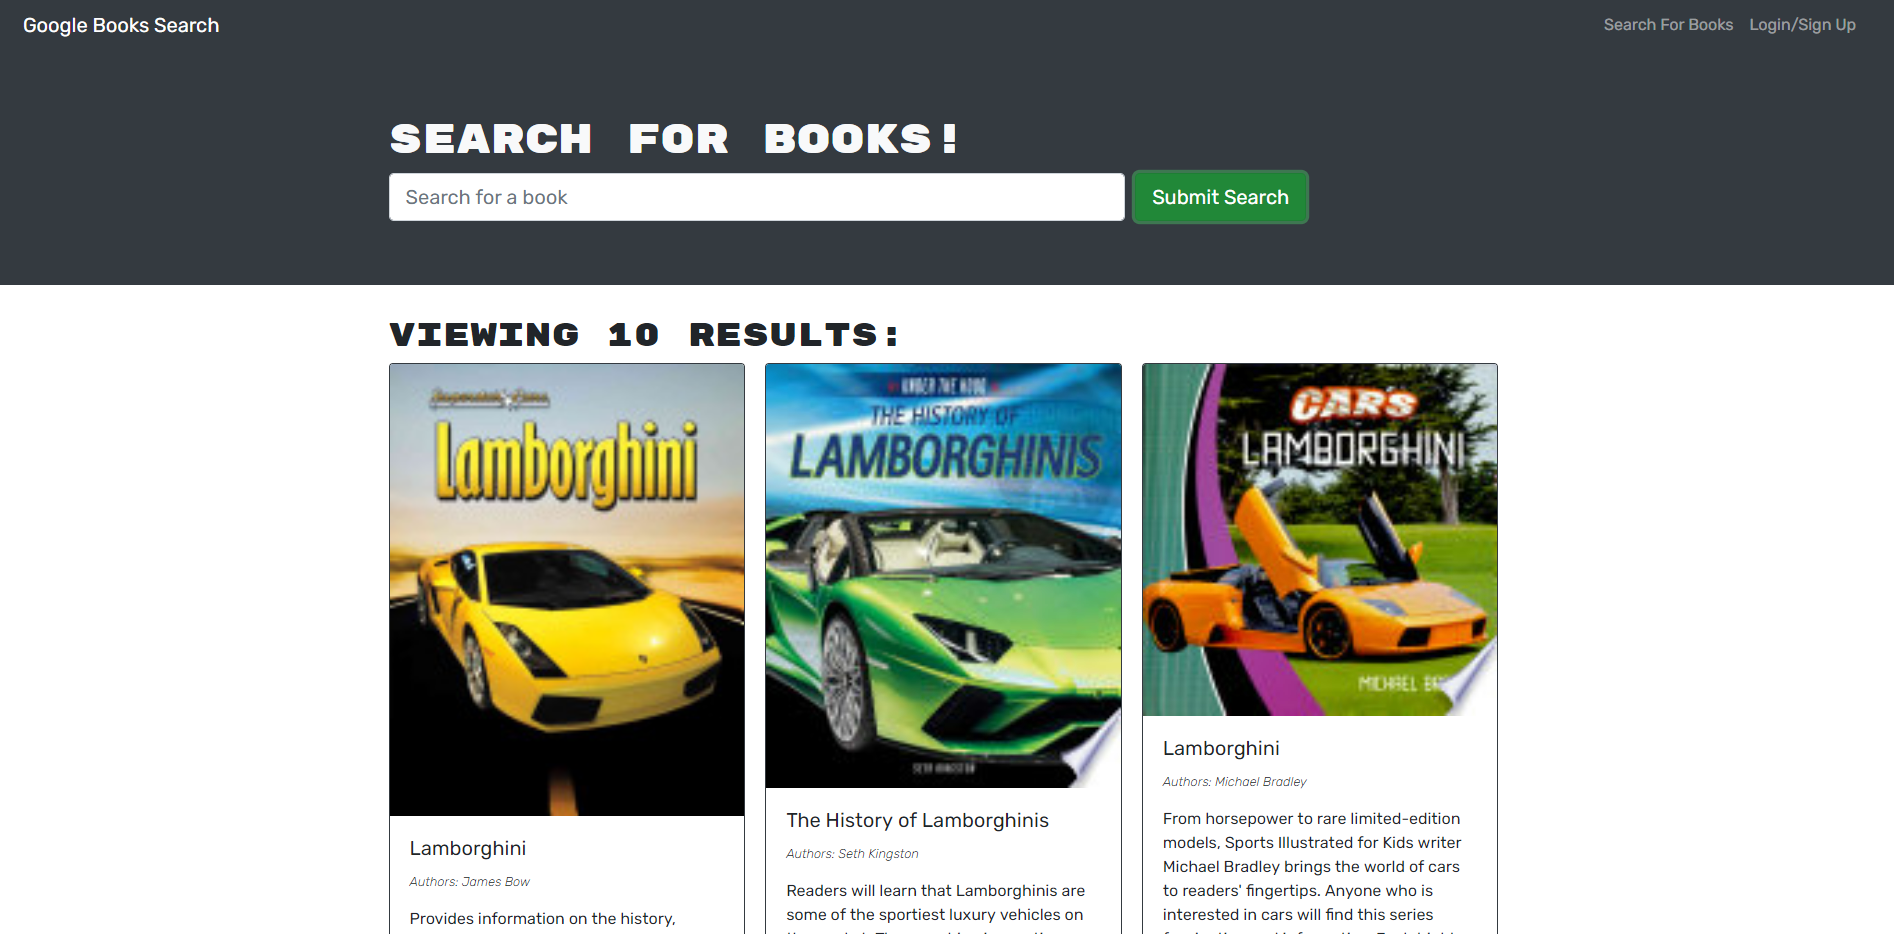 Google Books Search
Search For Books
Login/Sign Up
SEARCH FOR BOOKS!
Search for a book
Submit Search
VIEWING 10 RESULTS:
Superstar Cars
Lamborghini
Lamborghini
Authors: James Bow
Provides information on the history,
UNDER THE HOOD
THE HISTORY OF
LAMBORGHINIS
SETH KINGSTON
The History of Lamborghinis
Authors: Seth Kingston
Readers will learn that Lamborghinis are
some of the sportiest luxury vehicles on
CARS
LAMBORGHINI
MICHAEL
Lamborghini
Authors: Michael Bradley
From horsepower to rare limited-edition
models, Sports Illustrated for Kids writer
Michael Bradley brings the world of cars
to readers' fingertips. Anyone who is
interested in cars will find this series